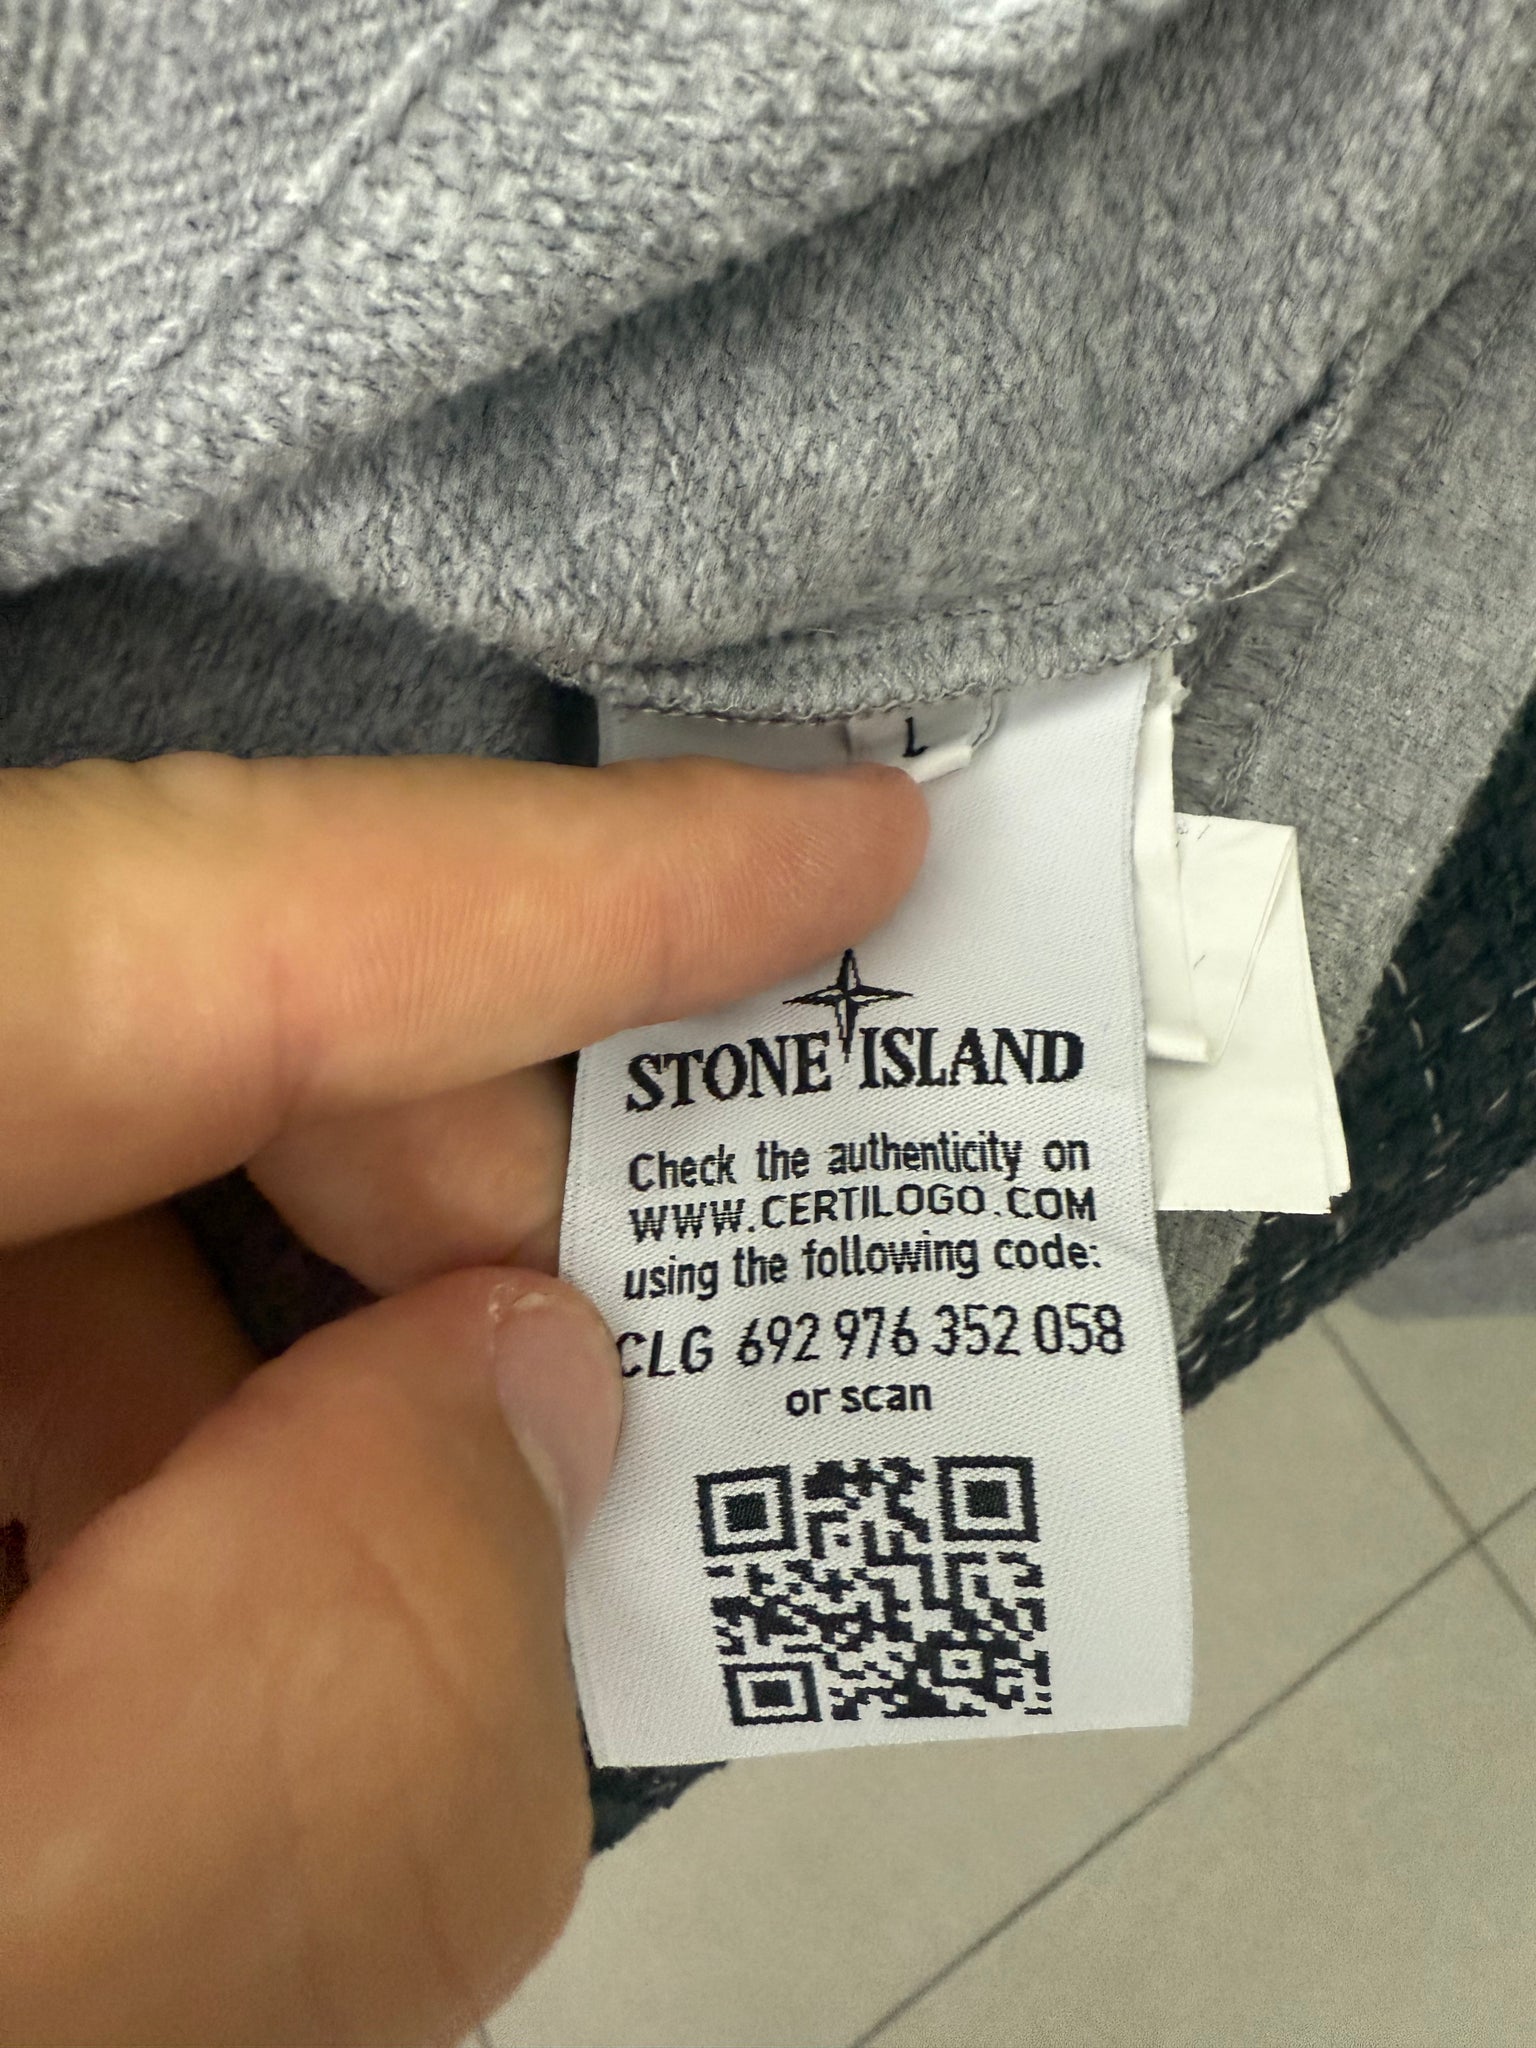 L
STONE ISLAND
Check the authenticity on
WWW.CERTILOGO.COM
using the following code:
CLG 692 976 352 058
or scan